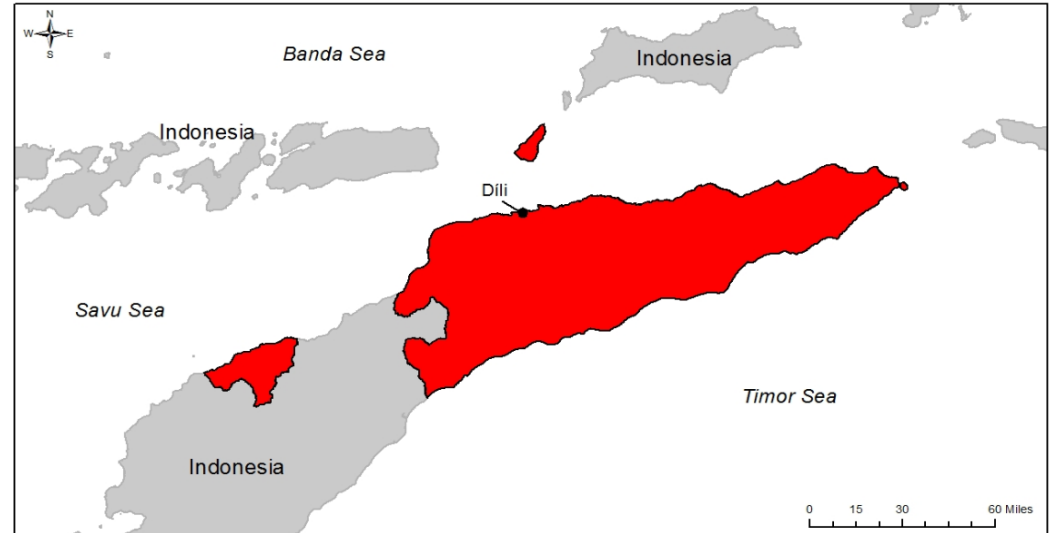 N
W E
S
Banda Sea
Indonesia
Indonesia
Díli
Savu Sea
Timor Sea
Indonesia
0 15 30 60 Miles